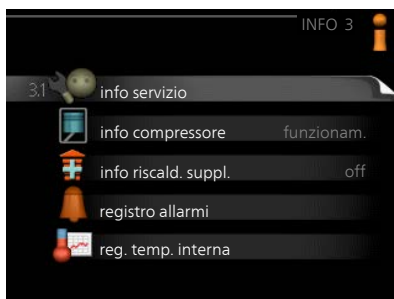 INFO 3
3.1 info servizio
info compressore funzionam.
info riscald. suppl. off
registro allarmi
reg. temp. interna